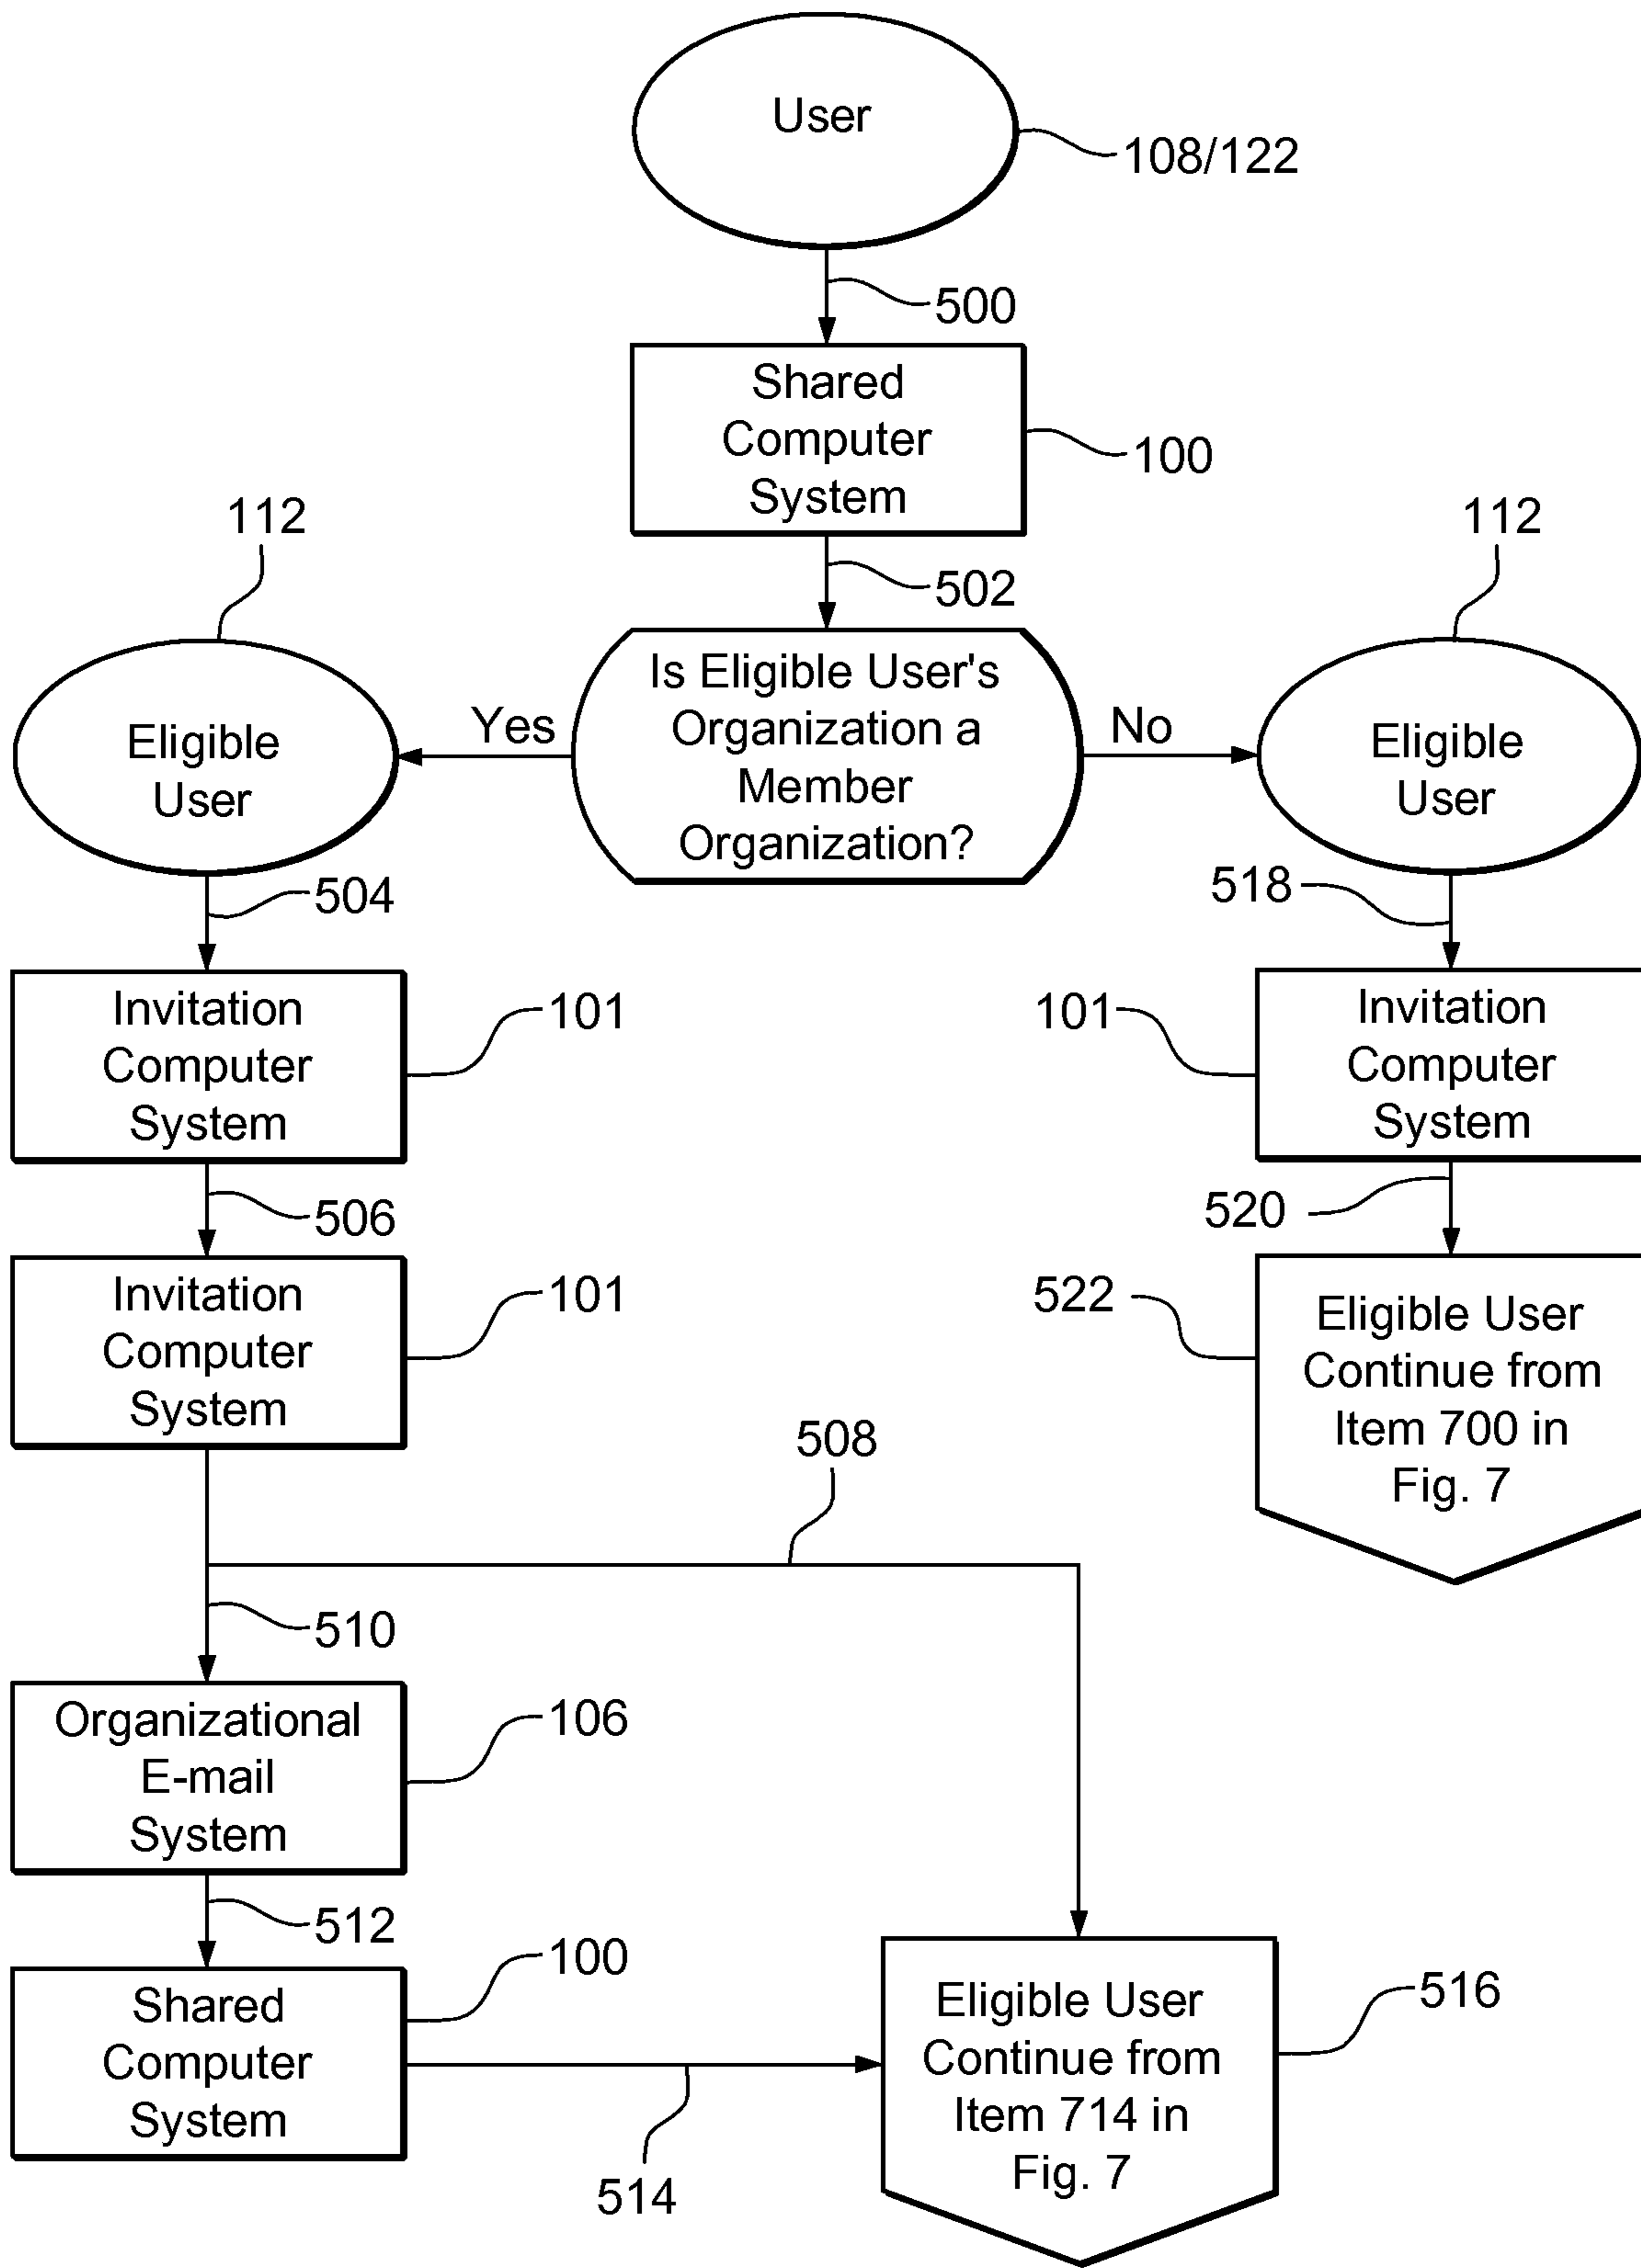 User
108/122
500
Shared
Computer
System
100
502
112
112
Is Eligible User's
Organization a
Member
Organization?
Yes
No
Eligible
User
Eligible
User
504
518
Invitation
Computer
System
101
101
Invitation
Computer
System
506
520
Invitation
Computer
System
101
522
Eligible User
Continue from
Item 700 in
Fig. 7
508
510
Organizational
E-mail
System
106
512
Shared
Computer
System
100
514
Eligible User
Continue from
Item 714 in
Fig. 7
516